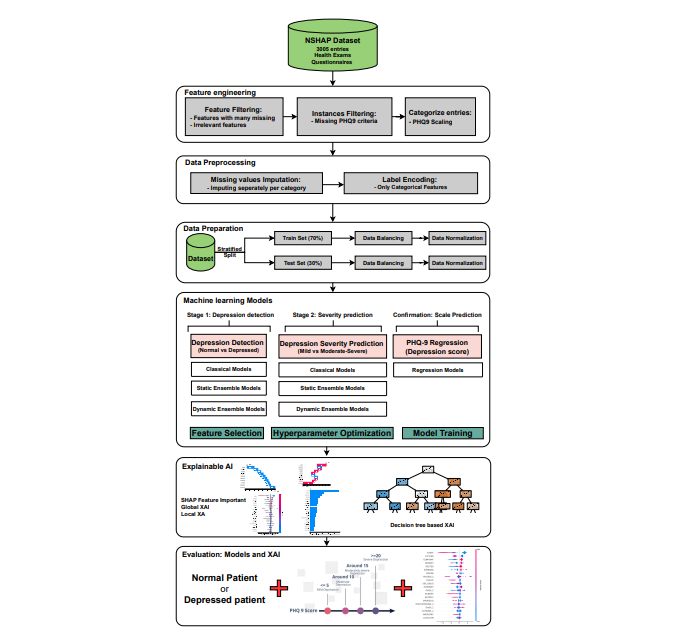 NSHAP Dataset
3005 entries
Health Exams
Questionnaires
Feature engineering
Feature Filtering:
- Features with many missing
- Irrelevant features
Instances Filtering:
- Missing PHQ9 criteria
Categorize entries:
- PHQ9 Scaling
Data Preprocessing
Missing values Imputation:
- Imputing seperately per category
Label Encoding:
- Only Categorical Features
Data Preparation
Dataset
Stratified
Split
Train Set (70%)
Data Balancing
Data Normalization
Test Set (30%)
Data Balancing
Data Normalization
Machine learning Models
Stage 1: Depression detection
Stage 2: Severity prediction
Confirmation: Scale Prediction
Depression Detection
(Normal vs Depressed)
Depression Severity Prediction
(Mild vs Moderate-Severe)
PHQ-9 Regression
(Depression score)
Classical Models
Classical Models
Regression Models
Static Ensemble Models
Static Ensemble Models
Dynamic Ensemble Models
Dynamic Ensemble Models
Feature Selection
Hyperparameter Optimization
Model Training
Explainable AI
SHAP Feature Important
Global XAI
Local XA
Decision tree based XAI
Evaluation: Models and XAI
Normal Patient
or
Depressed patient
>=20
Around 15
Around 10
PHQ 9 Score